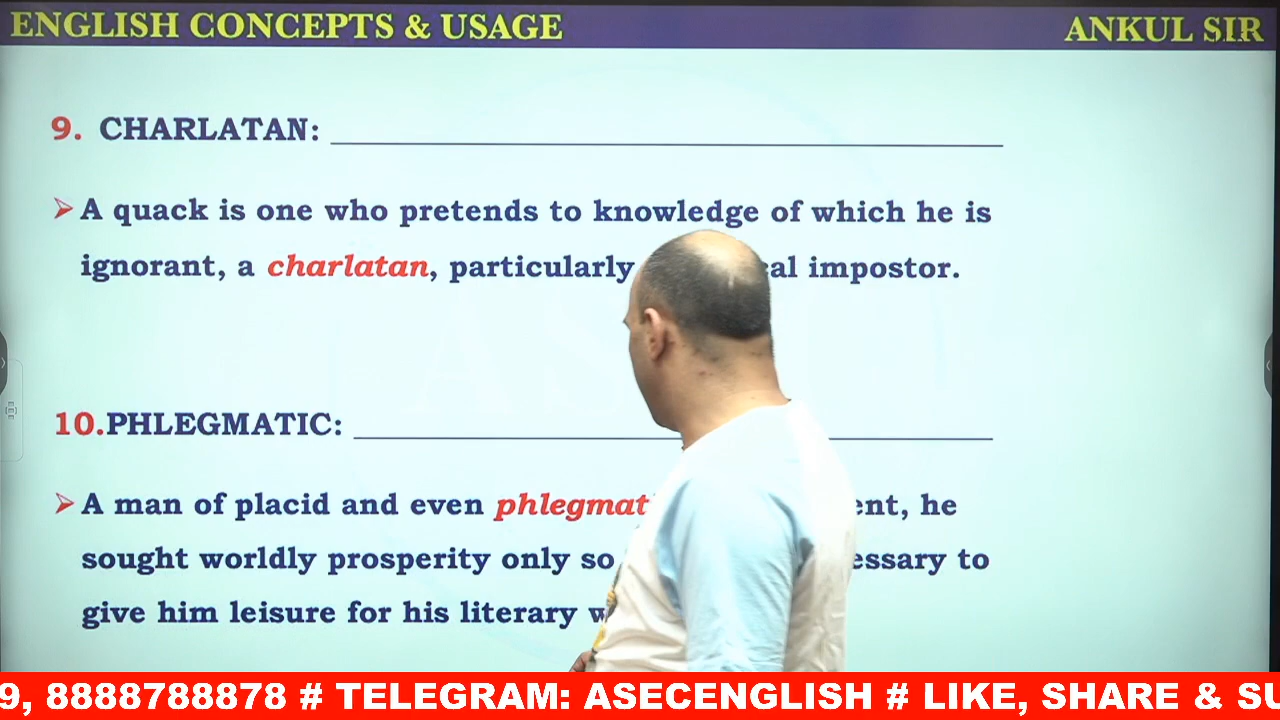 ENGLISH CONCEPTS & USAGE
ANKUL SIR
9. CHARLATAN:
➢ A quack is one who pretends to knowledge of which he is
ignorant, a charlatan, particularly impostor.
10.PHLEGMATIC:
➢ A man of placid and even he
sought worldly prosperity only so to
give him leisure for his literary
9, 8888788878 # TELEGRAM: ASECENGLISH # LIKE, SHARE &